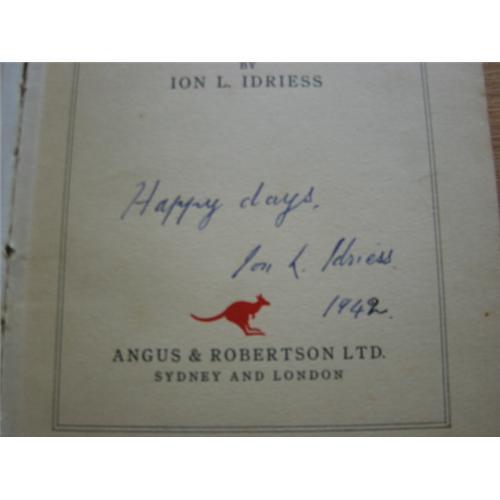 BY
ION L. IDRIESS
Happy days.
Ion L. Idriess.
1942.
ANGUS & ROBERTSON LTD.
SYDNEY AND LONDON